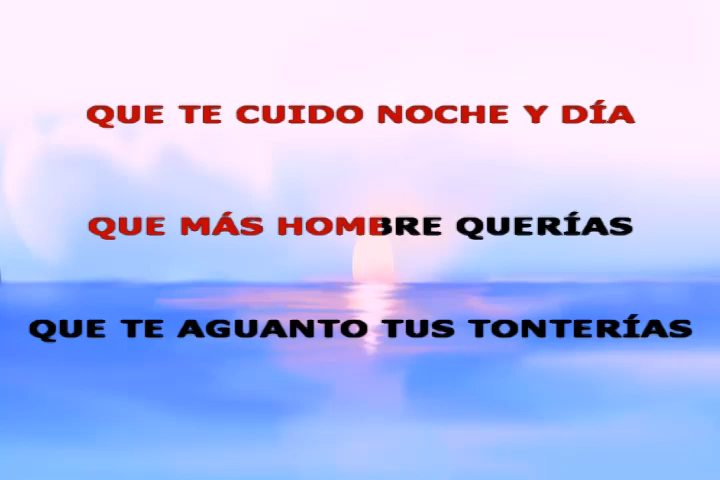 QUE TE CUIDO NOCHE Y DÍA
QUE MÁS HOMBRE QUERÍAS
QUE TE AGUANTO TUS TONTERÍAS